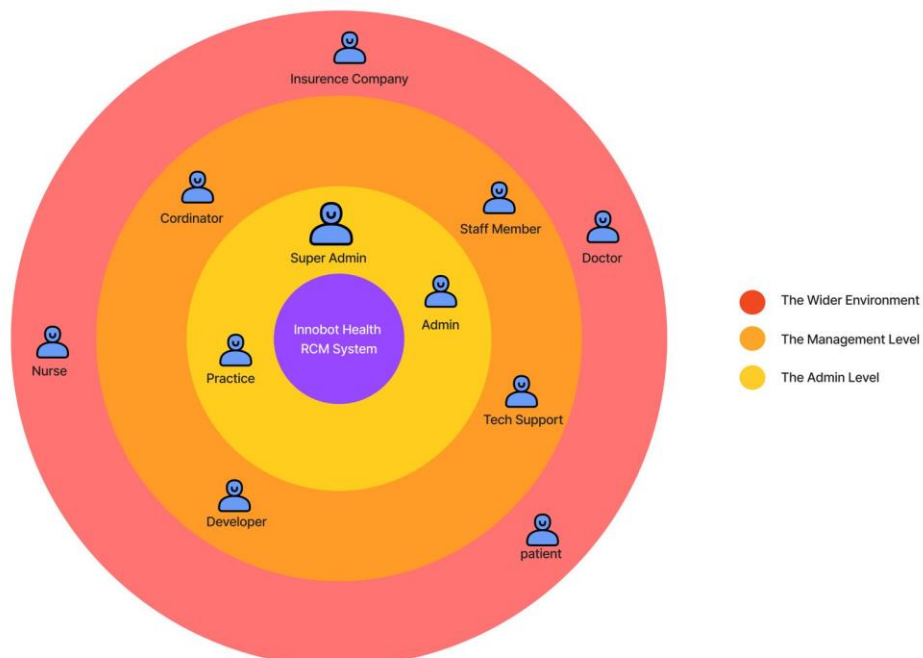 Insurence Company
Cordinator
Staff Member
Super Admin
Doctor
Innobot Health
RCM System
Admin
Nurse
Practice
Tech Support
Developer
patient
The Wider Environment
The Management Level
The Admin Level